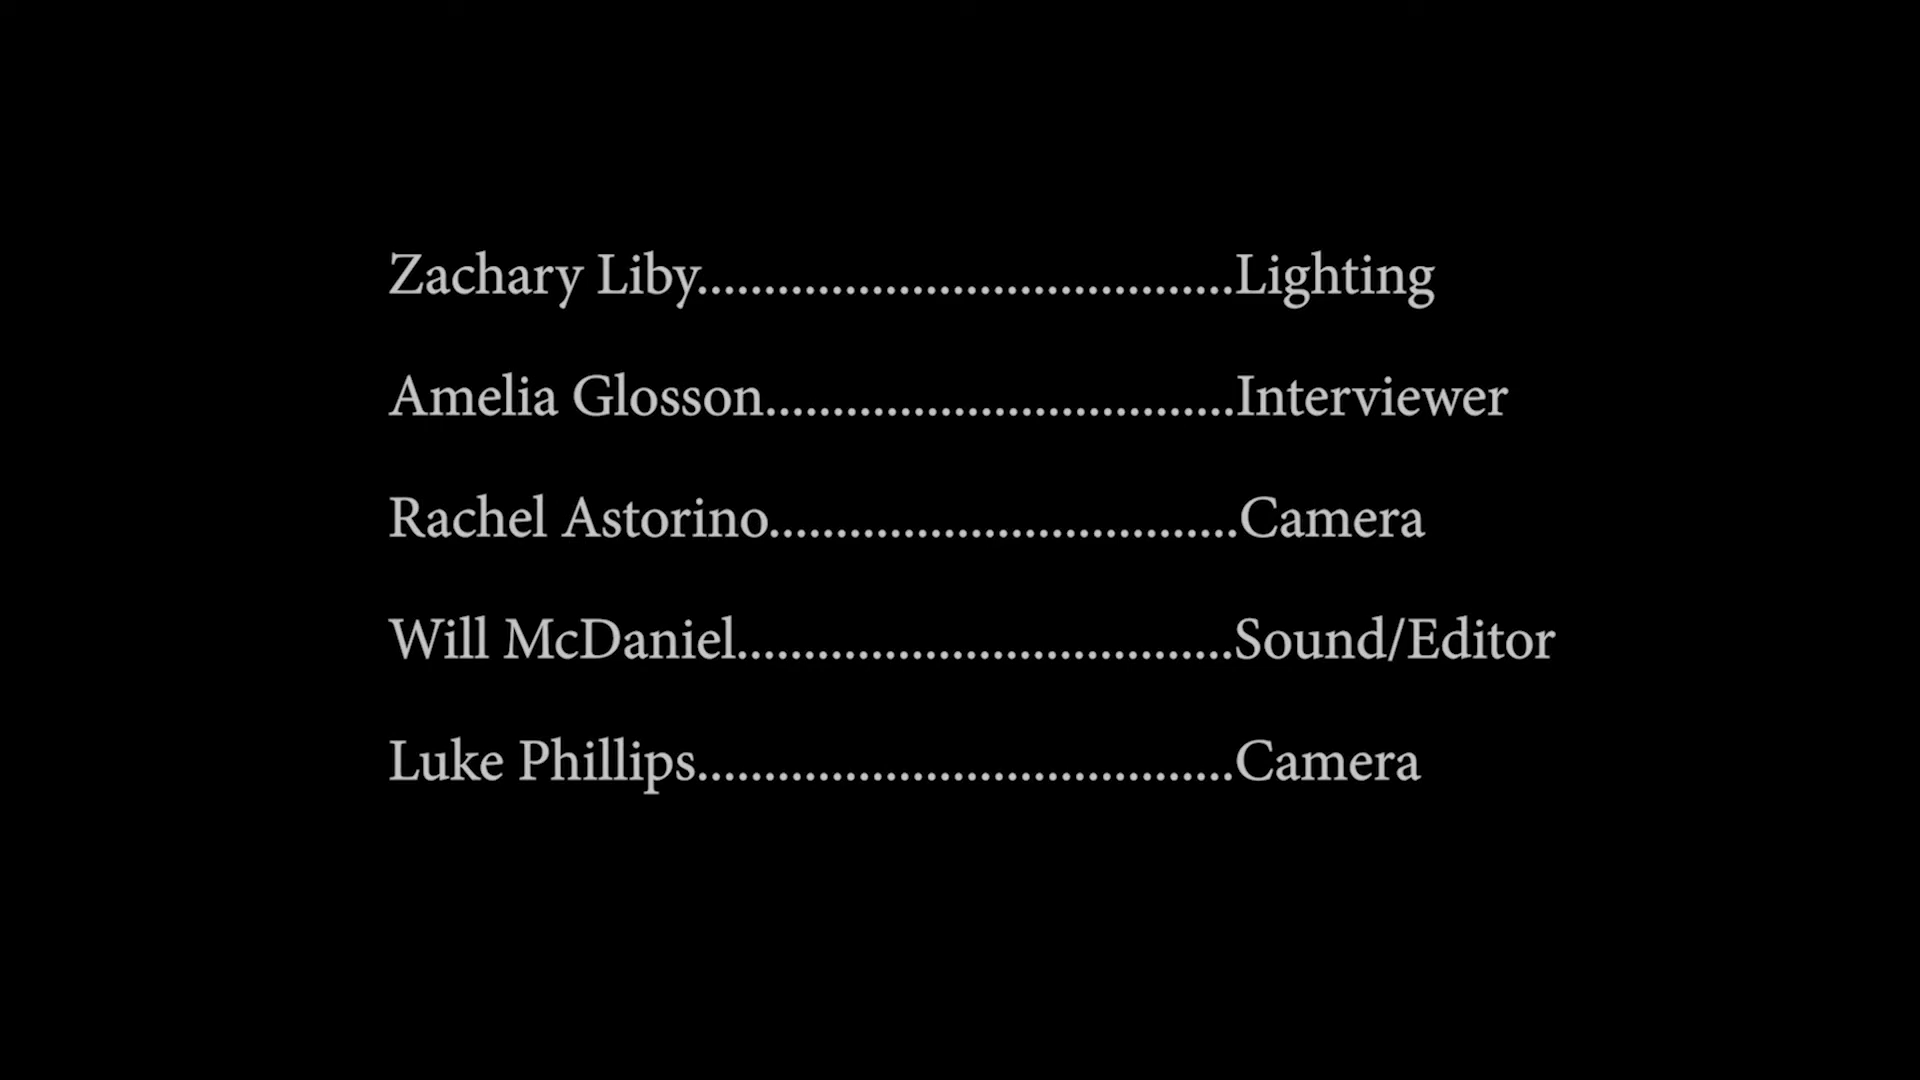 Zachary Liby........................................Lighting
Amelia Glosson...................................Interviewer
Rachel Astorino...................................Camera
Will McDaniel.....................................Sound/Editor
Luke Phillips........................................Camera